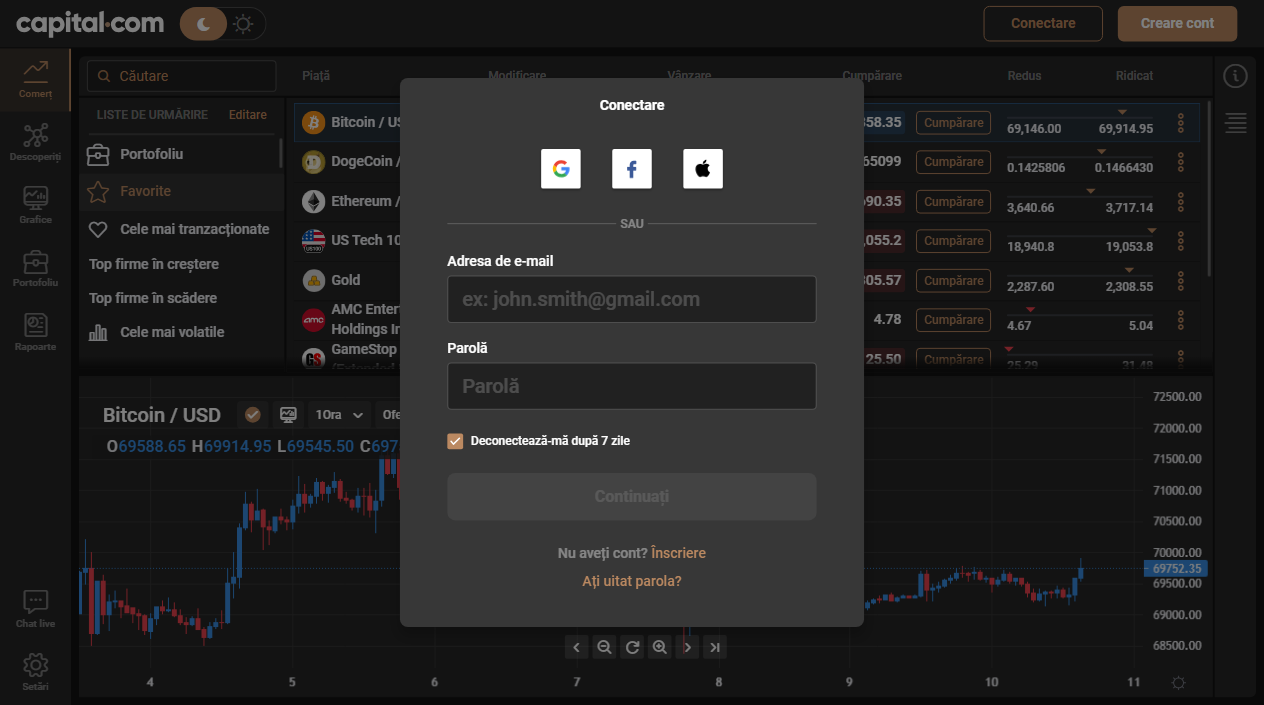 capital.com
Conectare
Creare cont
Comerț
Descoperiți
Grafice
Portofoliu
Rapoarte
Chat live
Setări
Căutare
LISTE DE URMĂRIRE Editare
Portofoliu
Favorite
Cele mai tranzacționate
Top firme în creștere
Top firme în scădere
Cele mai volatile
Piață Modificare Vânzare Cumpărare Redus Ridicat
Bitcoin / US 358.35 Cumpărare 69,146.00 69,914.95
DogeCoin / 65099 Cumpărare 0.1425806 0.1466430
Ethereum / 690.35 Cumpărare 3,640.66 3,717.14
US Tech 10 ,055.2 Cumpărare 18,940.8 19,053.8
Gold 305.57 Cumpărare 2,287.60 2,308.55
AMC Enter
Holdings In 4.78 Cumpărare 4.67 5.04
GameStop 25.50 Cumpărare 25.29 31.48
(Extended
Conectare
SAU
Adresa de e-mail
ex: john.smith@gmail.com
Parolă
Parolă
Deconectează-mă după 7 zile
Continuați
Nu aveți cont? Înscriere
Ați uitat parola?
Bitcoin / USD 1Ora Ofe
O69588.65 H69914.95 L69545.50 C697
72500.00
72000.00
71500.00
71000.00
70500.00
70000.00
69752.35
69500.00
69000.00
68500.00
4 5 6 7 8 9 10 11